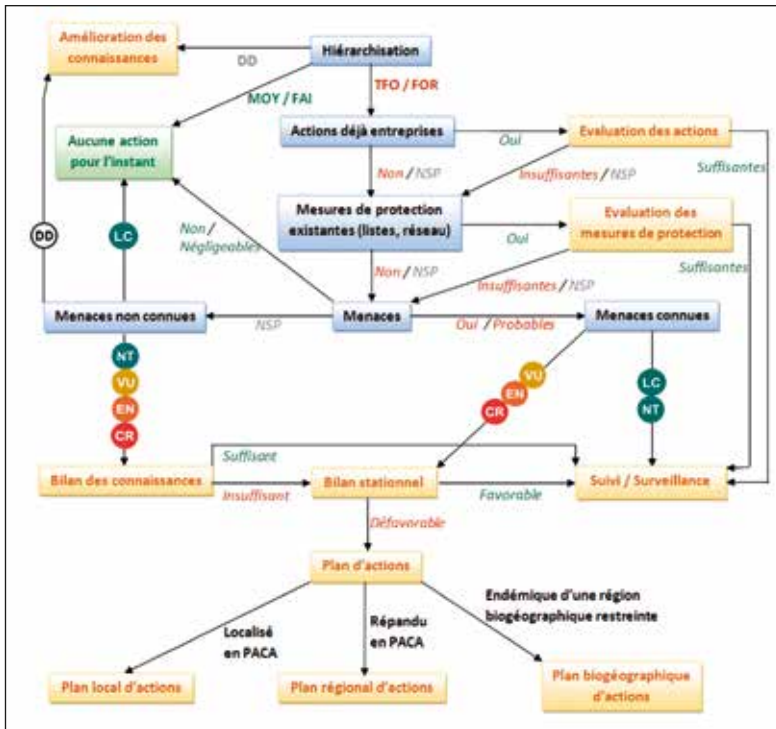 Amélioration des
connaissances
DD
Hiérarchisation
MOY / FAI
TFO / FOR
Aucune action
pour l'instant
Actions déjà entreprises
Oui
Evaluation des actions
Suffisantes
Non / NSP
Insuffisantes / NSP
Mesures de protection
existantes (listes, réseau)
Oui
Evaluation des
mesures de protection
DD
LC
Non /
Négligeables
Suffisantes
Non / NSP
Insuffisantes / NSP
Menaces non connues
NSP
Menaces
Oui / Probables
Menaces connues
NT
VU
EN
CR
VU
EN
CR
LC
NT
Bilan des connaissances
Suffisant
Insuffisant
Bilan stationnel
Favorable
Suivi / Surveillance
Défavorable
Plan d'actions
Localisé
en PACA
Répandu
en PACA
Endémique d'une région
biogéographique restreinte
Plan local d'actions
Plan régional d'actions
Plan biogéographique
d'actions